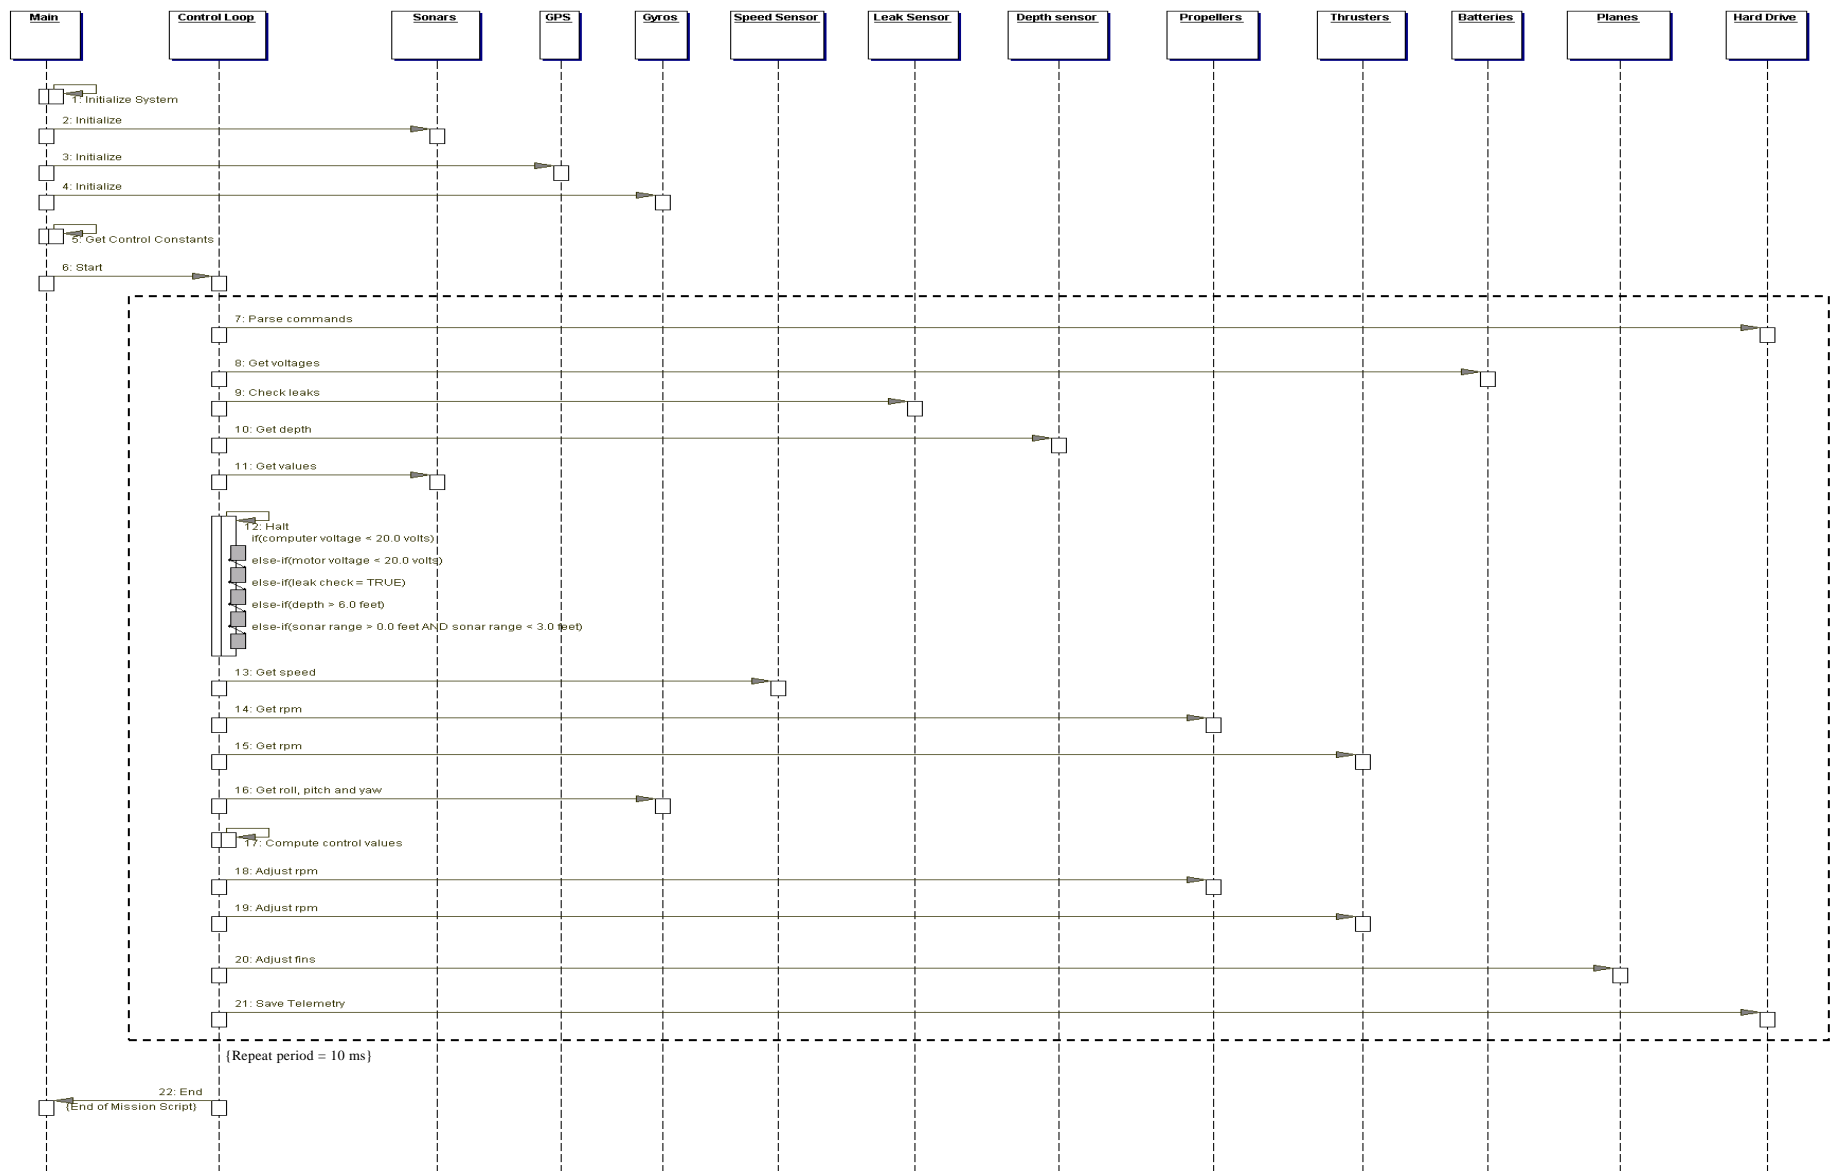 Main
Control Loop
Sonars
GPS
Gyros
Speed Sensor
Leak Sensor
Depth sensor
Propellers
Thrusters
Batteries
Planes
Hard Drive
1: Initialize System
2: Initialize
3: Initialize
4: Initialize
5: Get Control Constants
6: Start
7: Parse commands
8: Get voltages
9: Check leaks
10: Get depth
11: Get values
12: Halt
if(computer voltage < 20.0 volts)
else-if(motor voltage < 20.0 volts)
else-if(leak check = TRUE)
else-if(depth > 6.0 feet)
else-if(sonar range > 0.0 feet AND sonar range < 3.0 feet)
13: Get speed
14: Get rpm
15: Get rpm
16: Get roll, pitch and yaw
17: Compute control values
18: Adjust rpm
19: Adjust rpm
20: Adjust fins
21: Save Telemetry
{Repeat period = 10 ms}
22: End
{End of Mission Script}